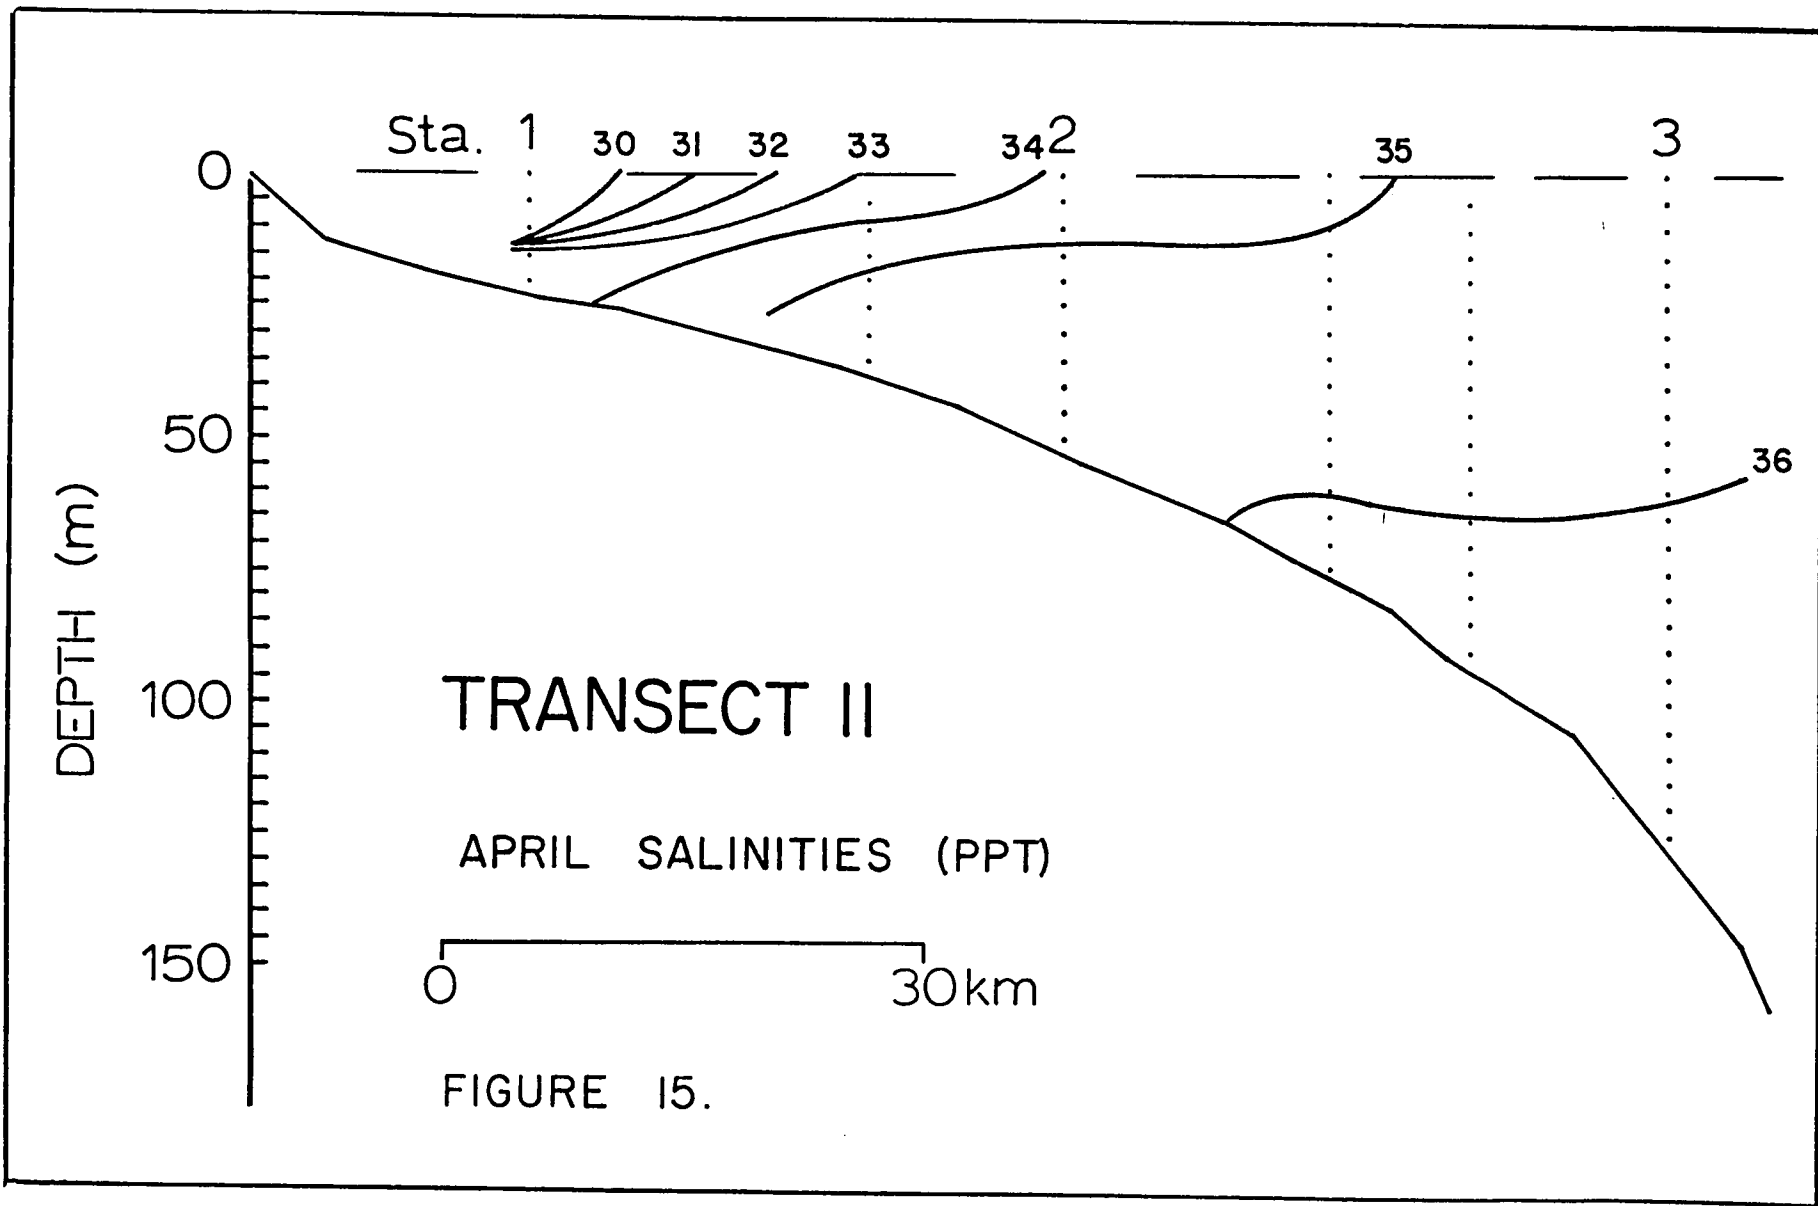 Sta. 1 30 31 32 33 34 2 35 3
0
50
36
DEPTH (m)
100
TRANSECT II
APRIL SALINITIES (PPT)
150
0 30km
FIGURE 15.